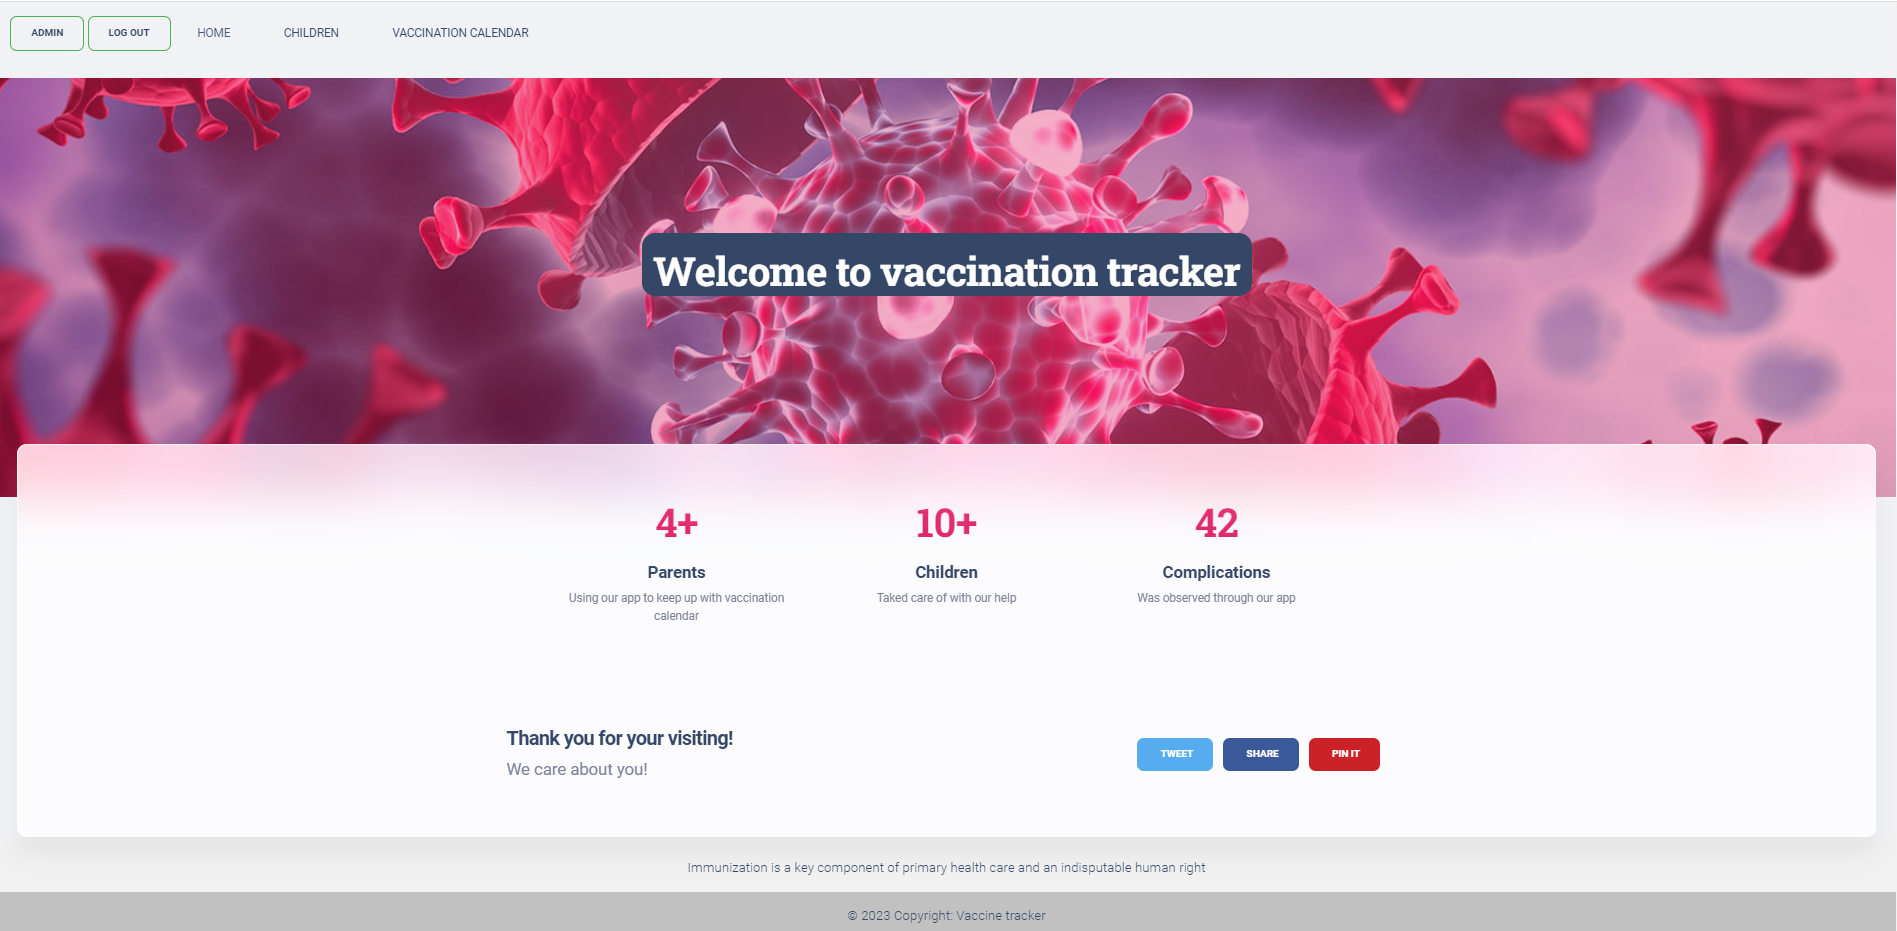 ADMIN LOG OUT HOME CHILDREN VACCINATION CALENDAR
Welcome to vaccination tracker
4+
Parents
Using our app to keep up with vaccination
calendar
10+
Children
Taked care of with our help
42
Complications
Was observed through our app
Thank you for your visiting!
We care about you!
TWEET SHARE PIN IT
Immunization is a key component of primary health care and an indisputable human right
© 2023 Copyright: Vaccine tracker